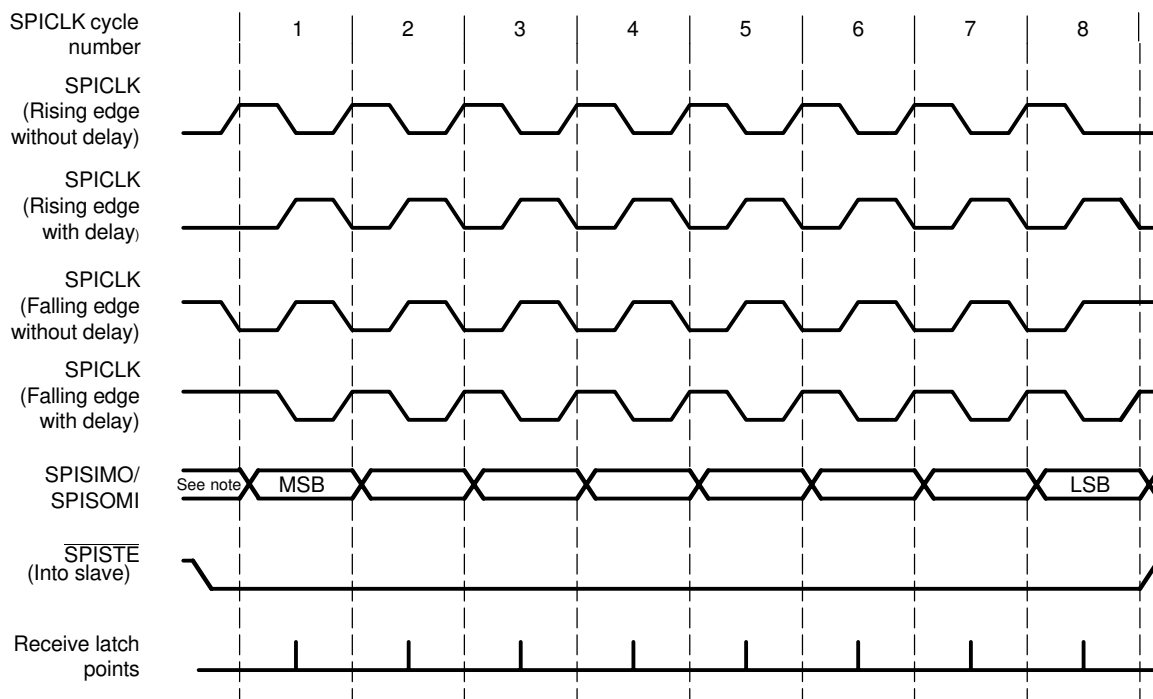 SPICLK cycle
number
1 2 3 4 5 6 7 8
SPICLK
(Rising edge
without delay)
SPICLK
(Rising edge
with delay)
SPICLK
(Falling edge
without delay)
SPICLK
(Falling edge
with delay)
SPISIMO/
SPISOMI
See note
MSB
LSB
SPISTE
(Into slave)
Receive latch
points